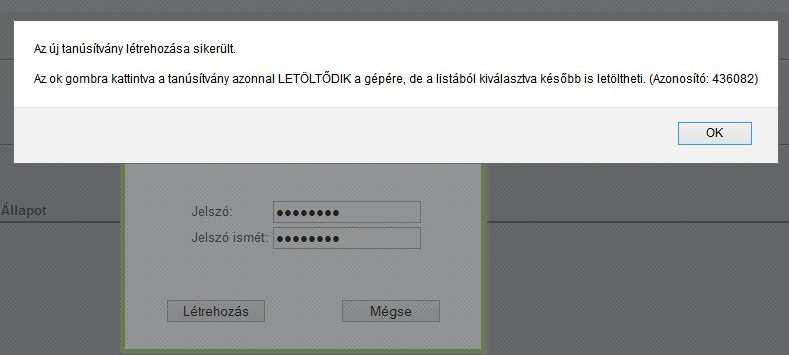 Az új tanúsítvány létrehozása sikerült.
Az ok gombra kattintva a tanúsítvány azonnal LETÖLTŐDIK a gépére, de a listából kiválasztva később is letöltheti. (Azonosító: 436082)
OK
Állapot
Jelszó: ●●●●●●●●
Jelszó ismét: ●●●●●●●●
Létrehozás Mégse